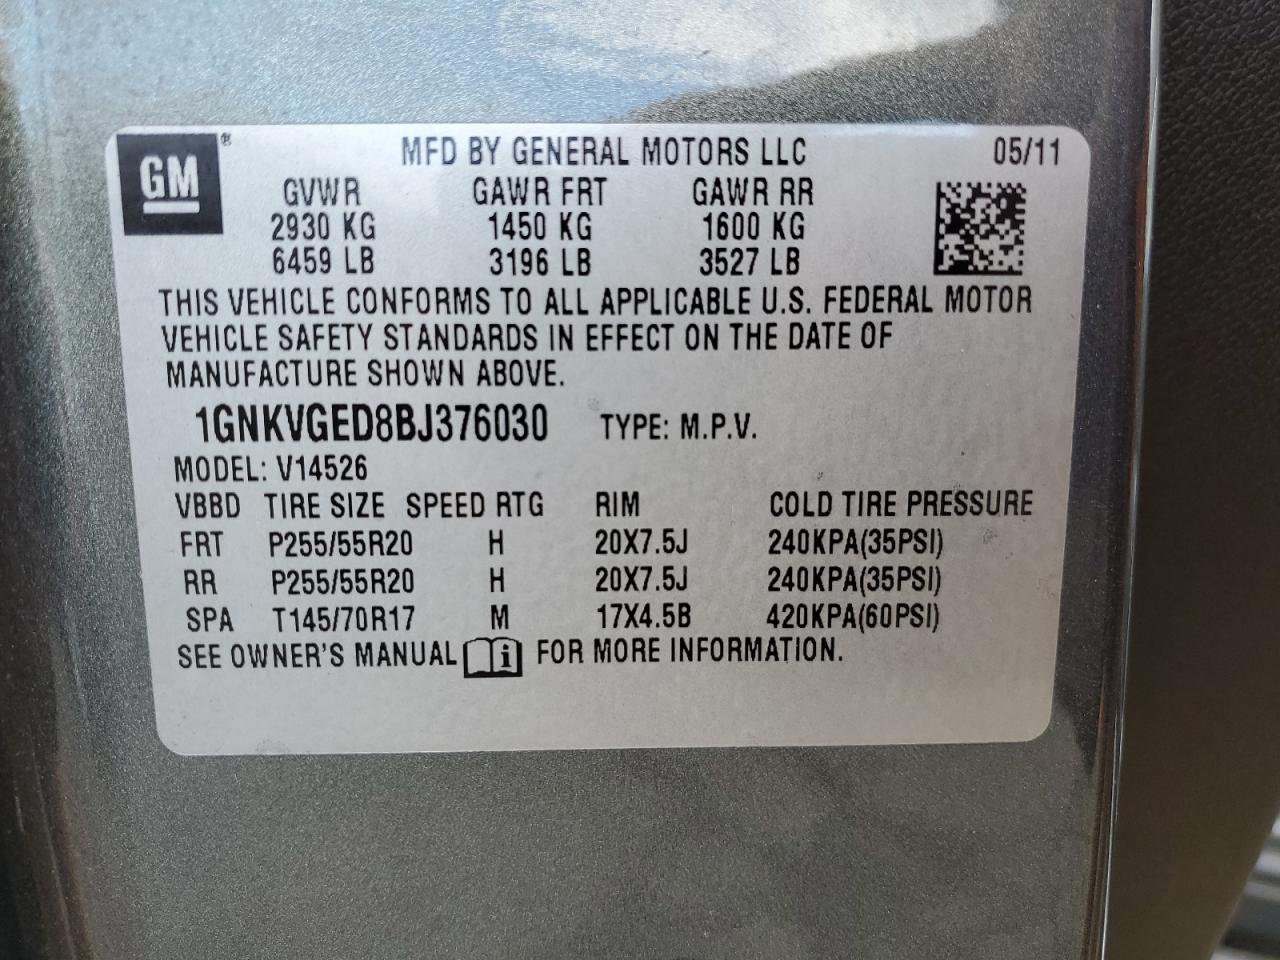 GM®
MFD BY GENERAL MOTORS LLC 05/11
GVWR GAWR FRT GAWR RR
2930 KG 1450 KG 1600 KG
6459 LB 3196 LB 3527 LB
THIS VEHICLE CONFORMS TO ALL APPLICABLE U.S. FEDERAL MOTOR
VEHICLE SAFETY STANDARDS IN EFFECT ON THE DATE OF
MANUFACTURE SHOWN ABOVE.
1GNKVGED8BJ376030 TYPE: M.P.V.
MODEL: V14526
VBBD TIRE SIZE SPEED RTG RIM COLD TIRE PRESSURE
FRT P255/55R20 H 20X7.5J 240KPA(35PSI)
RR P255/55R20 H 20X7.5J 240KPA(35PSI)
SPA T145/70R17 M 17X4.5B 420KPA(60PSI)
SEE OWNER'S MANUAL i FOR MORE INFORMATION.